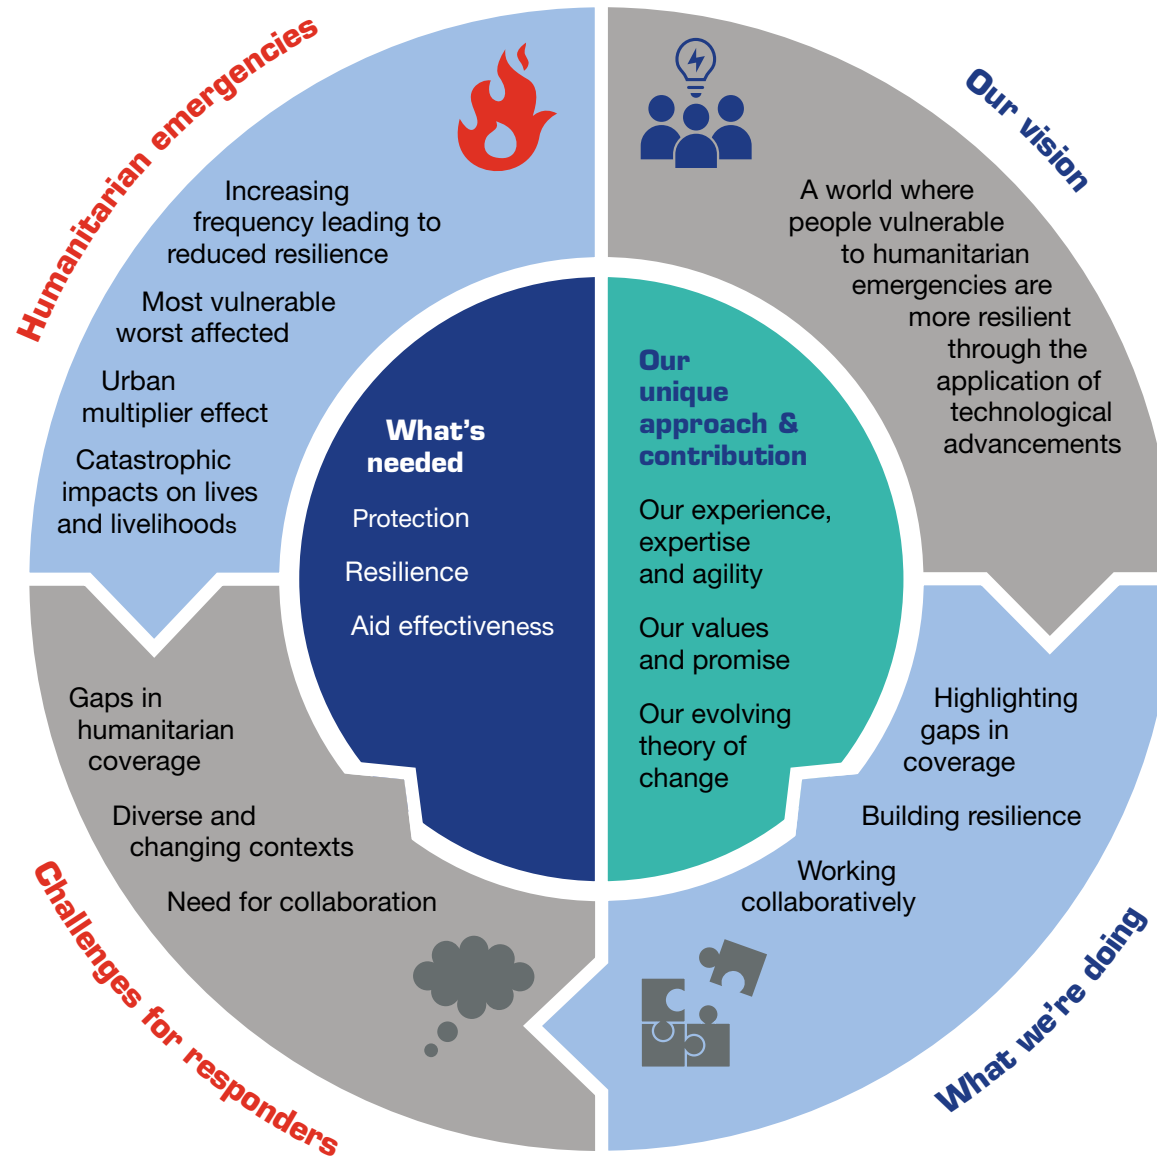 Humanitarian emergencies
Increasing
frequency leading to
reduced resilience
Most vulnerable
worst affected
Urban
multiplier effect
Catastrophic
impacts on lives
and livelihoods
Our vision
A world where
people vulnerable
to humanitarian
emergencies are
more resilient
through the
application of
technological
advancements
What's
needed
Protection
Resilience
Aid effectiveness
Our
unique
approach &
contribution
Our experience,
expertise
and agility
Our values
and promise
Our evolving
theory of
change
Challenges for responders
Gaps in
humanitarian
coverage
Diverse and
changing contexts
Need for collaboration
What we're doing
Highlighting
gaps in
coverage
Building resilience
Working
collaboratively